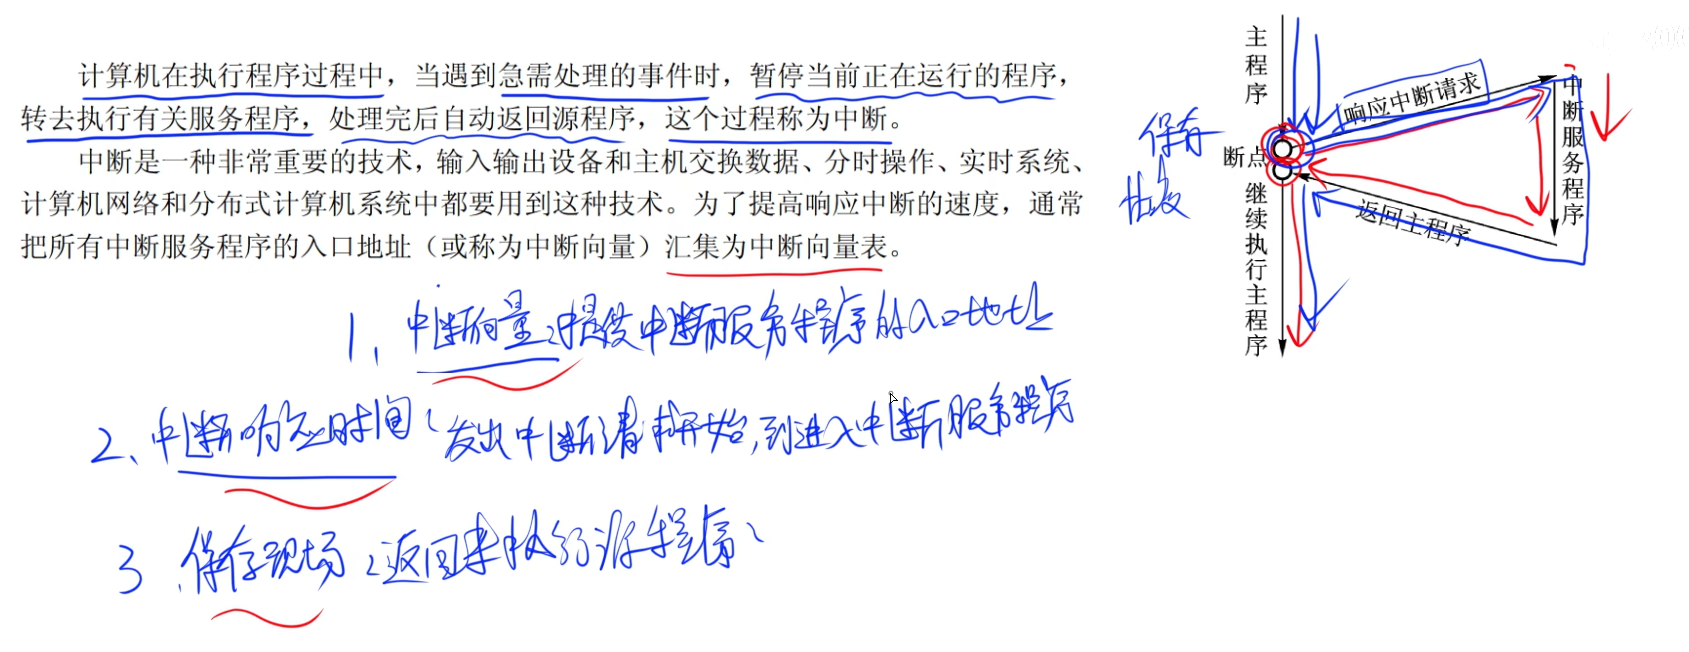 计算机在执行程序过程中，当遇到急需处理的事件时，暂停当前正在运行的程序，
转去执行有关服务程序，处理完后自动返回源程序，这个过程称为中断。
中断是一种非常重要的技术，输入输出设备和主机交换数据、分时操作、实时系统、
计算机网络和分布式计算机系统中都要用到这种技术。为了提高响应中断的速度，通常
把所有中断服务程序的入口地址（或称为中断向量）汇集为中断向量表。
主程序
响应中断请求
中断服务程序
保存
断点
继续执行主程序
返回主程序
1、中断向量：提供中断服务程序的入口地址
2、中断响应时间：发出中断请求开始，到进入中断服务程序
3、保存现场：返回来执行源程序